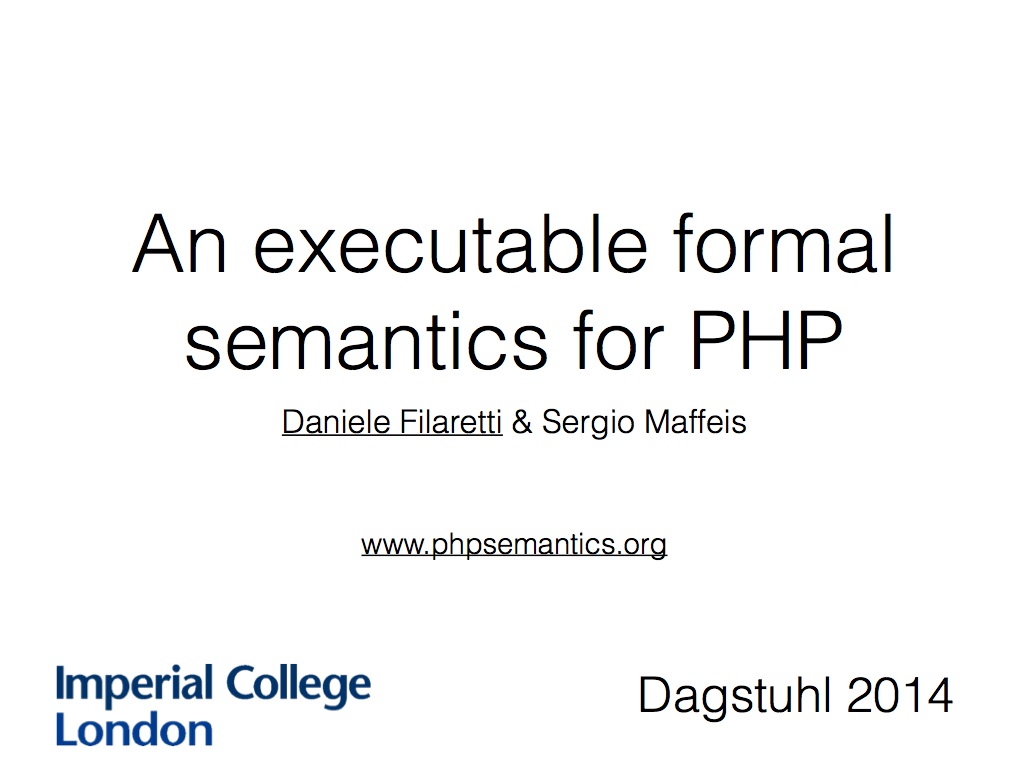 An executable formal
semantics for PHP
Daniele Filaretti & Sergio Maffeis
www.phpsemantics.org
Imperial College
London
Dagstuhl 2014